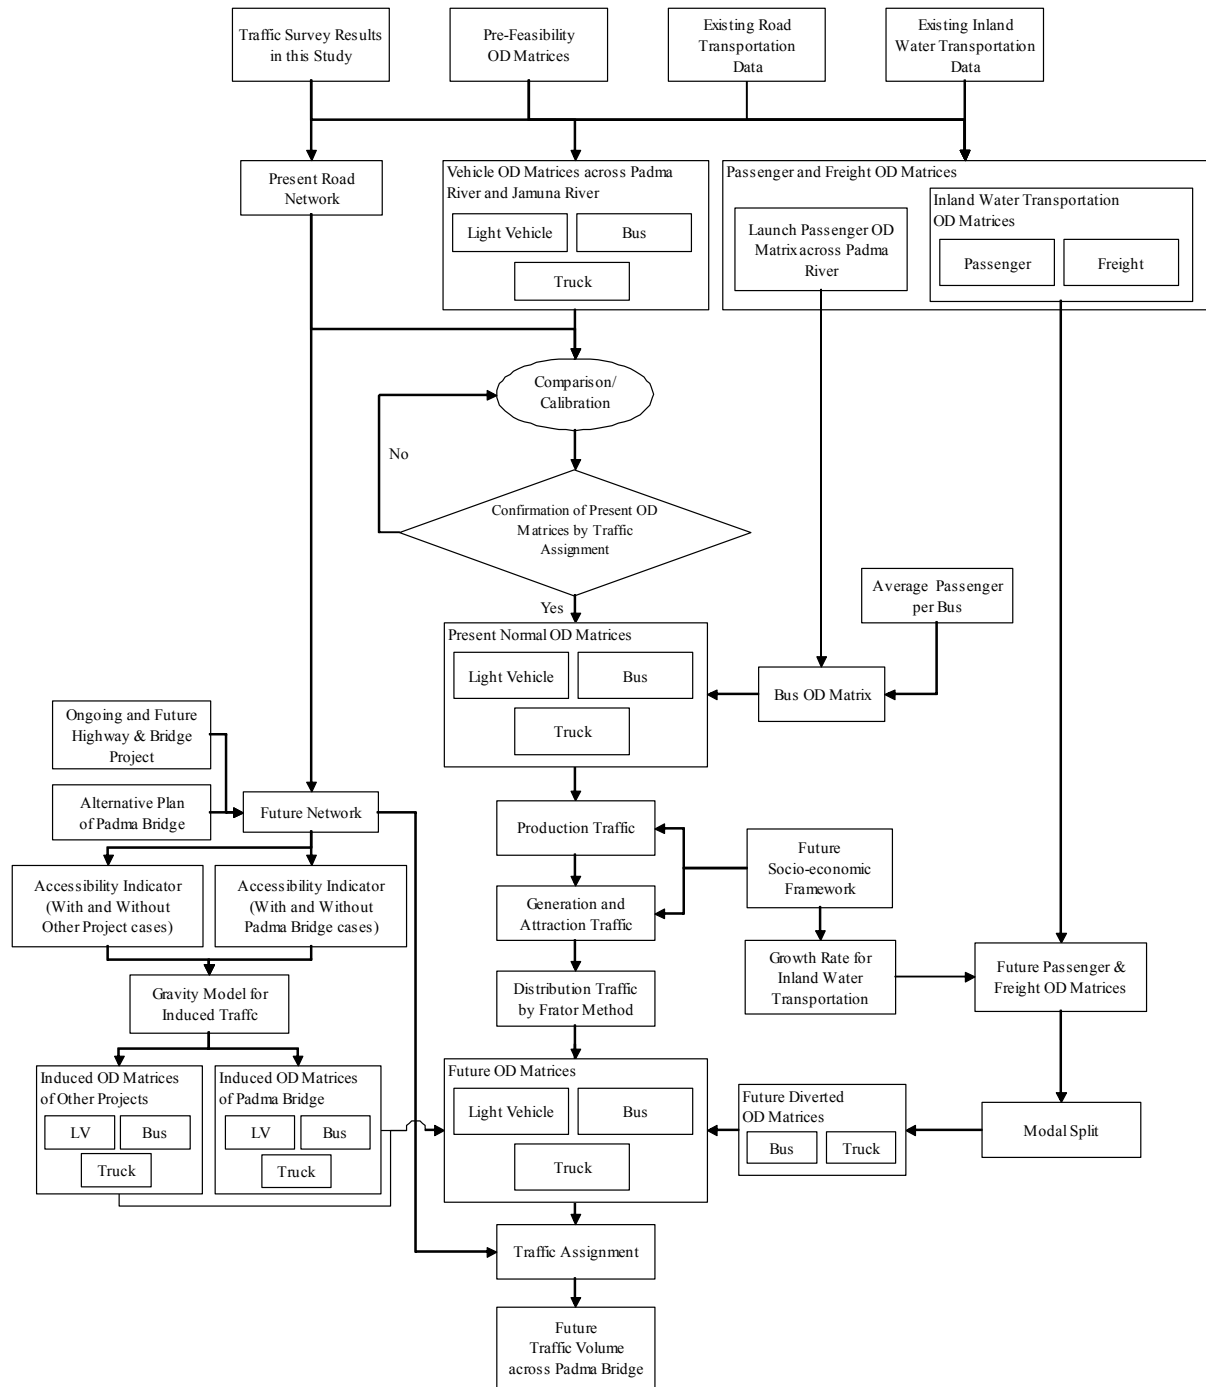 Traffic Survey Results
in this Study
Pre-Feasibility
OD Matrices
Existing Road
Transportation
Data
Existing Inland
Water Transportation
Data
Present Road
Network
Vehicle OD Matrices across Padma
River and Jamuna River
Light Vehicle
Bus
Truck
Passenger and Freight OD Matrices
Launch Passenger OD
Matrix across Padma
River
Inland Water Transportation
OD Matrices
Passenger
Freight
Comparison/
Calibration
No
Confirmation of Present OD
Matrices by Traffic
Assignment
Yes
Average Passenger
per Bus
Present Normal OD Matrices
Light Vehicle
Bus
Truck
Bus OD Matrix
Ongoing and Future
Highway & Bridge
Project
Alternative Plan
of Padma Bridge
Future Network
Production Traffic
Future
Socio-economic
Framework
Accessibility Indicator
(With and Without
Other Project cases)
Accessibility Indicator
(With and Without
Padma Bridge cases)
Generation and
Attraction Traffic
Growth Rate for
Inland Water
Transportation
Future Passenger &
Freight OD Matrices
Gravity Model for
Induced Traffc
Distribution Traffic
by Frator Method
Induced OD Matrices
of Other Projects
LV
Bus
Truck
Induced OD Matrices
of Padma Bridge
LV
Bus
Truck
Future OD Matrices
Light Vehicle
Bus
Truck
Future Diverted
OD Matrices
Bus
Truck
Modal Split
Traffic Assignment
Future
Traffic Volume
across Padma Bridge